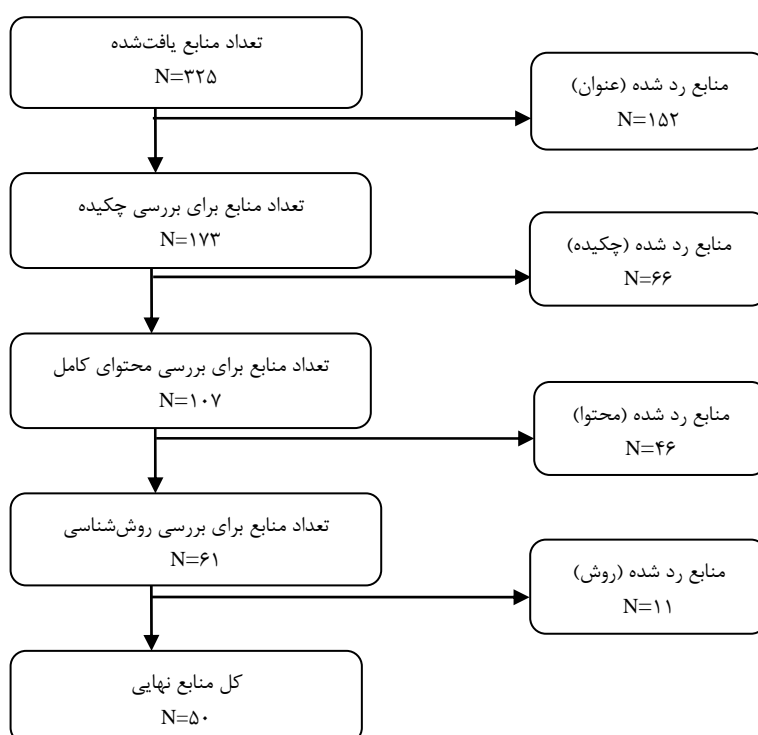 تعداد منابع یافت‌شده
N=۳۲۵
منابع رد شده (عنوان)
N=۱۵۲
تعداد منابع برای بررسی چکیده
N=۱۷۳
منابع رد شده (چکیده)
N=۶۶
تعداد منابع برای بررسی محتوای کامل
N=۱۰۷
منابع رد شده (محتوا)
N=۴۶
تعداد منابع برای بررسی روش‌شناسی
N=۶۱
منابع رد شده (روش)
N=۱۱
کل منابع نهایی
N=۵۰